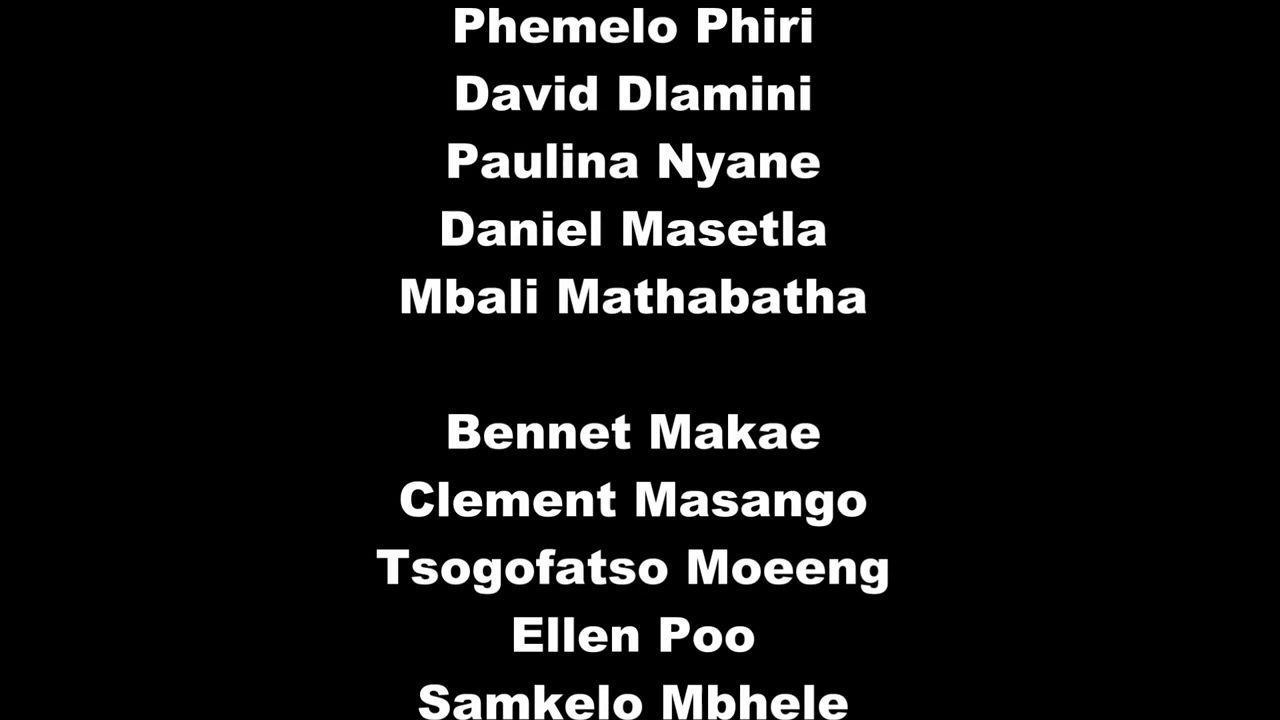 Phemelo Phiri
David Dlamini
Paulina Nyane
Daniel Masetla
Mbali Mathabatha
Bennet Makae
Clement Masango
Tsogofatso Moeeng
Ellen Poo
Samkelo Mbhele